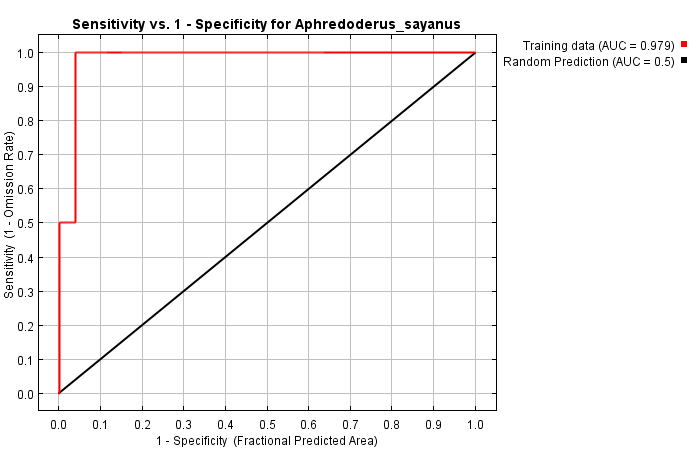 Sensitivity vs. 1 - Specificity for Aphredoderus_sayanus
Training data (AUC = 0.979)
Random Prediction (AUC = 0.5)
Sensitivity (1 - Omission Rate)
1.0
0.9
0.8
0.7
0.6
0.5
0.4
0.3
0.2
0.1
0.0
0.0 0.1 0.2 0.3 0.4 0.5 0.6 0.7 0.8 0.9 1.0
1 - Specificity (Fractional Predicted Area)